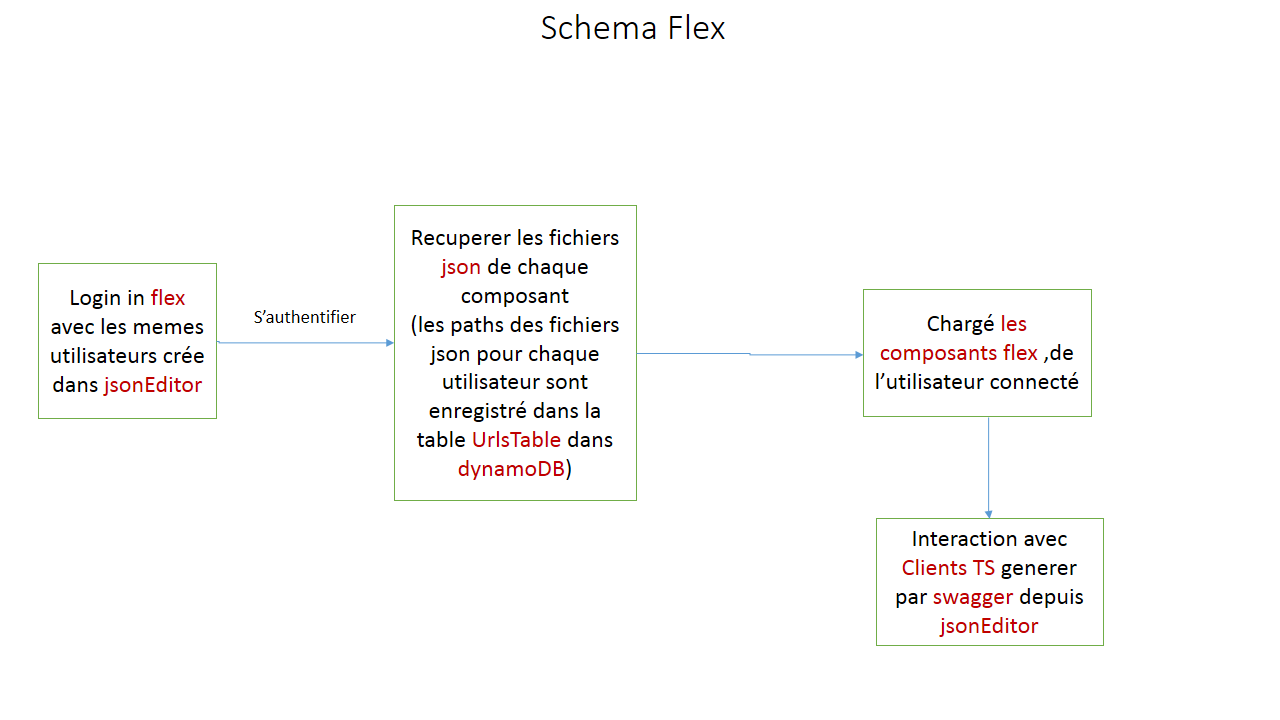 Schema Flex
Login in flex
avec les memes
utilisateurs crée
dans jsonEditor
S’authentifier
Recuperer les fichiers
json de chaque
composant
(les paths des fichiers
json pour chaque
utilisateur sont
enregistré dans la
table UrlsTable dans
dynamoDB)
Chargé les
composants flex ,de
l’utilisateur connecté
Interaction avec
Clients TS generer
par swagger depuis
jsonEditor